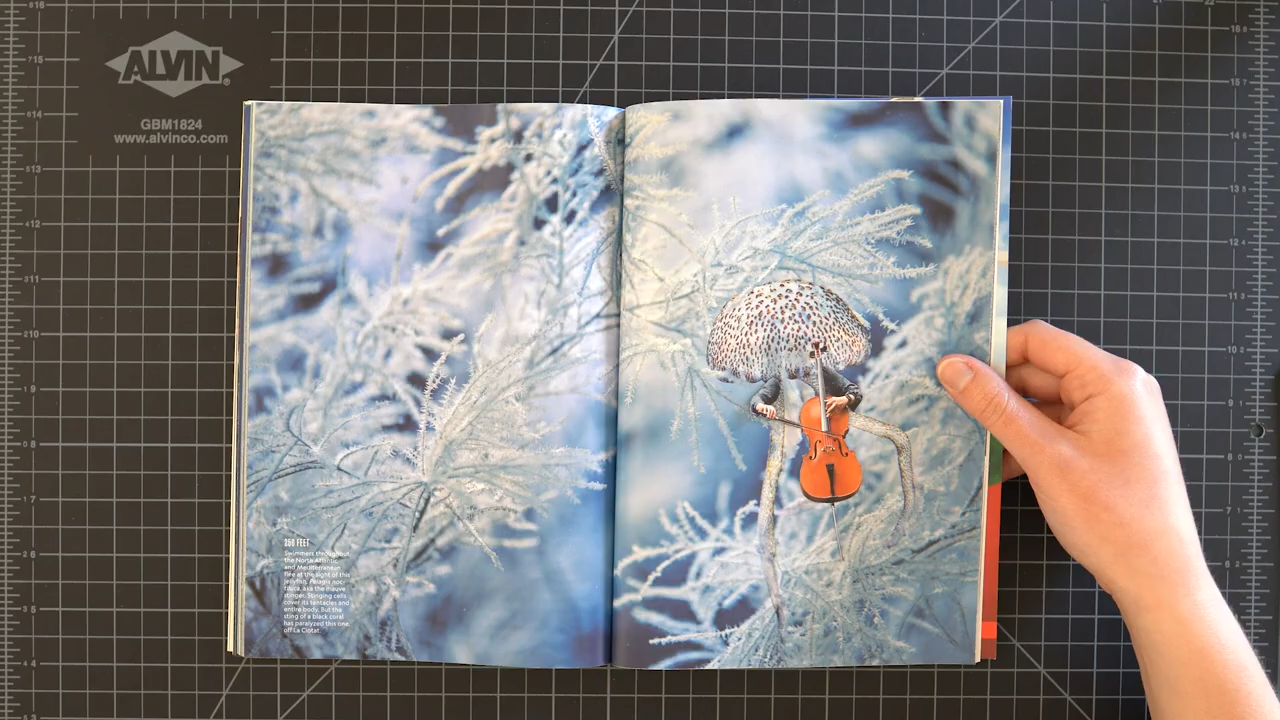 ALVIN
GBM1824
www.alvinco.com
250 FEET
Swimmers throughout
the North Atlantic
and Mediterranean
flee at the sight of this
jellyfish, Pelagia noc-
tiluca, aka the mauve
stinger. Stinging cells
cover its tentacles and
entire body. But the
sting of a black coral
has paralyzed this one
off La Ciotat.